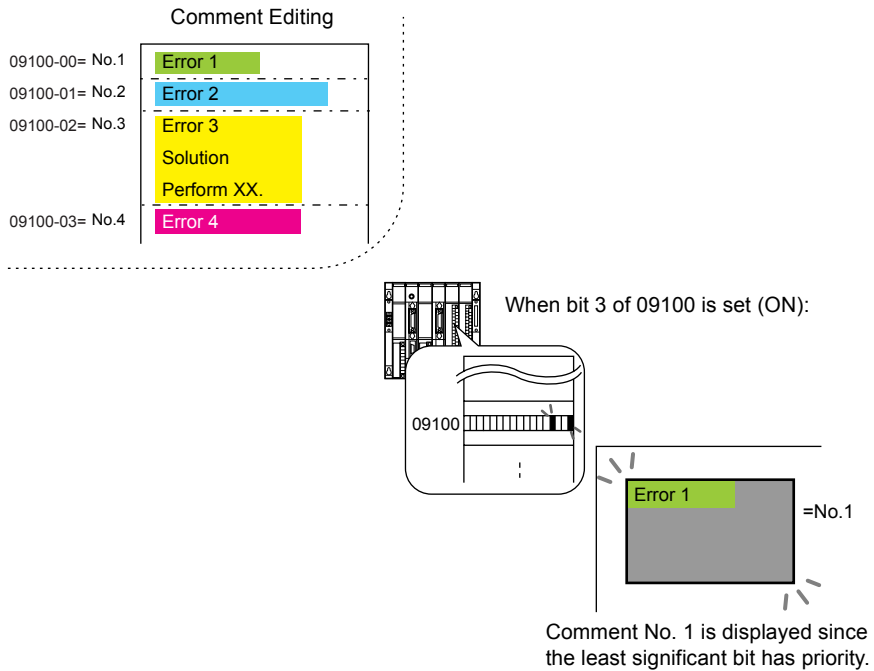 Comment Editing
09100-00= No.1 Error 1
09100-01= No.2 Error 2
09100-02= No.3 Error 3
Solution
Perform XX.
09100-03= No.4 Error 4
When bit 3 of 09100 is set (ON):
09100
Error 1
=No.1
Comment No. 1 is displayed since
the least significant bit has priority.